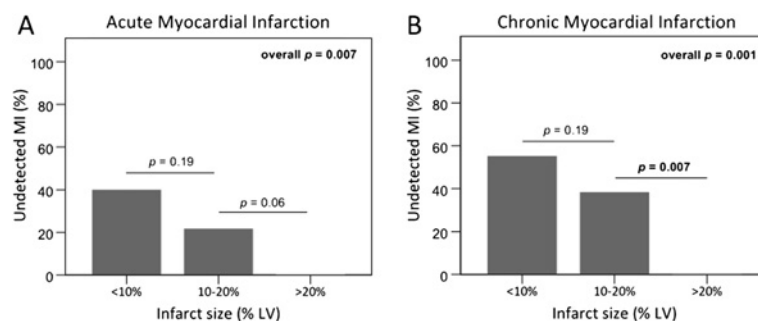 A
Acute Myocardial Infarction
overall p = 0.007
Undetected MI (%)
100
80
60
40
20
0
p = 0.19
p = 0.06
<10%
10-20%
>20%
Infarct size (% LV)
B
Chronic Myocardial Infarction
overall p = 0.001
Undetected MI (%)
100
80
60
40
20
0
p = 0.19
p = 0.007
<10%
10-20%
>20%
Infarct size (% LV)